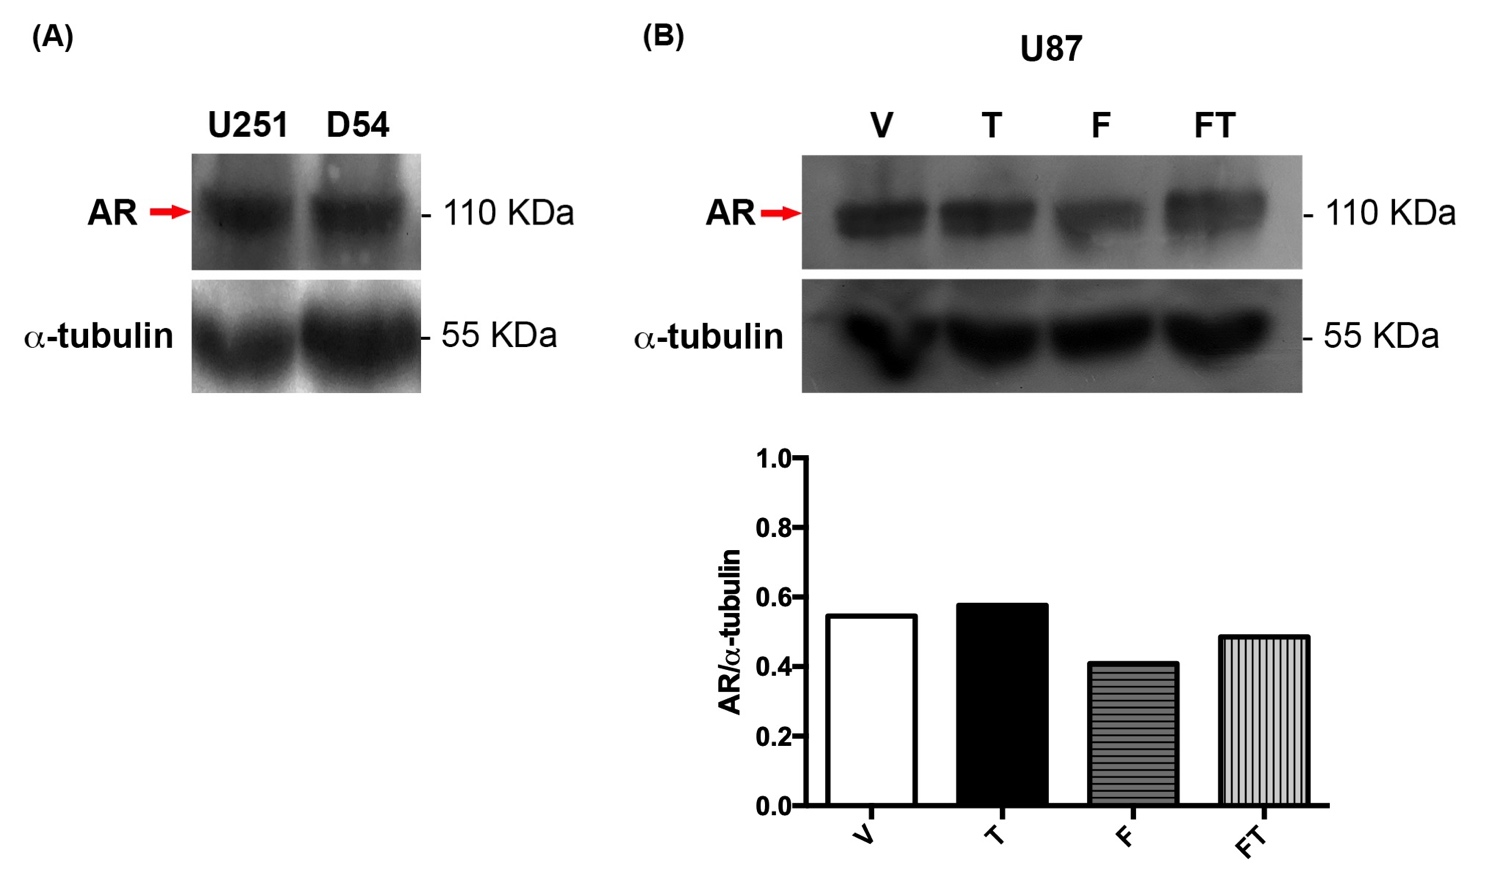 (A)
U251 D54
AR - 110 KDa
α-tubulin - 55 KDa
(B)
U87
V T F FT
AR - 110 KDa
α-tubulin - 55 KDa
AR/α-tubulin
1.0
0.8
0.6
0.4
0.2
0.0
V T F FT